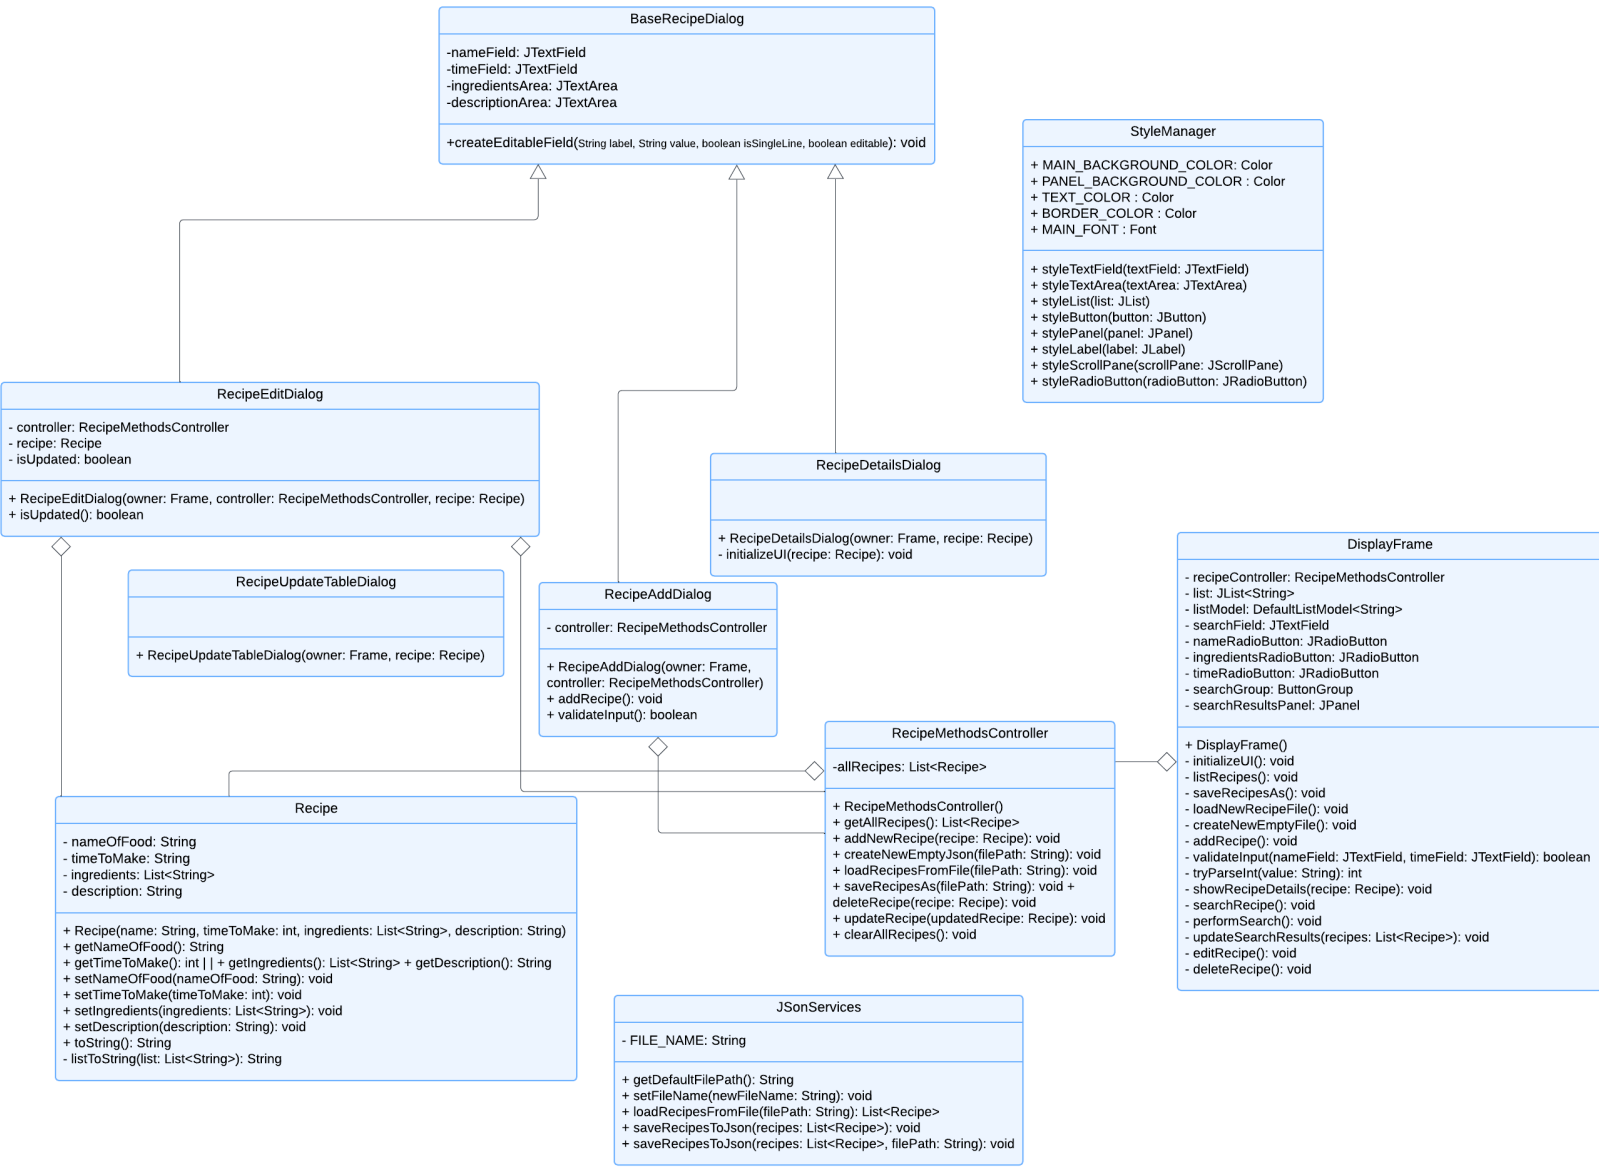 BaseRecipeDialog
-nameField: JTextField
-timeField: JTextField
-ingredientsArea: JTextArea
-descriptionArea: JTextArea
+createEditableField(String label, String value, boolean isSingleLine, boolean editable): void
StyleManager
+ MAIN_BACKGROUND_COLOR: Color
+ PANEL_BACKGROUND_COLOR : Color
+ TEXT_COLOR : Color
+ BORDER_COLOR : Color
+ MAIN_FONT : Font
+ styleTextField(textField: JTextField)
+ styleTextArea(textArea: JTextArea)
+ styleList(list: JList)
+ styleButton(button: JButton)
+ stylePanel(panel: JPanel)
+ styleLabel(label: JLabel)
+ styleScrollPane(scrollPane: JScrollPane)
+ styleRadioButton(radioButton: JRadioButton)
RecipeEditDialog
- controller: RecipeMethodsController
- recipe: Recipe
- isUpdated: boolean
+ RecipeEditDialog(owner: Frame, controller: RecipeMethodsController, recipe: Recipe)
+ isUpdated(): boolean
RecipeDetailsDialog
+ RecipeDetailsDialog(owner: Frame, recipe: Recipe)
- initializeUI(recipe: Recipe): void
RecipeUpdateTableDialog
+ RecipeUpdateTableDialog(owner: Frame, recipe: Recipe)
RecipeAddDialog
- controller: RecipeMethodsController
+ RecipeAddDialog(owner: Frame,
controller: RecipeMethodsController)
+ addRecipe(): void
+ validateInput(): boolean
DisplayFrame
- recipeController: RecipeMethodsController
- list: JList<String>
- listModel: DefaultListModel<String>
- searchField: JTextField
- nameRadioButton: JRadioButton
- ingredientsRadioButton: JRadioButton
- timeRadioButton: JRadioButton
- searchGroup: ButtonGroup
- searchResultsPanel: JPanel
+ DisplayFrame()
- initializeUI(): void
- listRecipes(): void
- saveRecipesAs(): void
- loadNewRecipeFile(): void
- createNewEmptyFile(): void
- addRecipe(): void
- validateInput(nameField: JTextField, timeField: JTextField): boolean
- tryParseInt(value: String): int
- showRecipeDetails(recipe: Recipe): void
- searchRecipe(): void
- performSearch(): void
- updateSearchResults(recipes: List<Recipe>): void
- editRecipe(): void
- deleteRecipe(): void
RecipeMethodsController
-allRecipes: List<Recipe>
+ RecipeMethodsController()
+ getAllRecipes(): List<Recipe>
+ addNewRecipe(recipe: Recipe): void
+ createNewEmptyJson(filePath: String): void
+ loadRecipesFromFile(filePath: String): void
+ saveRecipesAs(filePath: String): void +
deleteRecipe(recipe: Recipe): void
+ updateRecipe(updatedRecipe: Recipe): void
+ clearAllRecipes(): void
Recipe
- nameOfFood: String
- timeToMake: String
- ingredients: List<String>
- description: String
+ Recipe(name: String, timeToMake: int, ingredients: List<String>, description: String)
+ getNameOfFood(): String
+ getTimeToMake(): int | | + getIngredients(): List<String> + getDescription(): String
+ setNameOfFood(nameOfFood: String): void
+ setTimeToMake(timeToMake: int): void
+ setIngredients(ingredients: List<String>): void
+ setDescription(description: String): void
+ toString(): String
- listToString(list: List<String>): String
JSonServices
- FILE_NAME: String
+ getDefaultFilePath(): String
+ setFileName(newFileName: String): void
+ loadRecipesFromFile(filePath: String): List<Recipe>
+ saveRecipesToJson(recipes: List<Recipe>): void
+ saveRecipesToJson(recipes: List<Recipe>, filePath: String): void